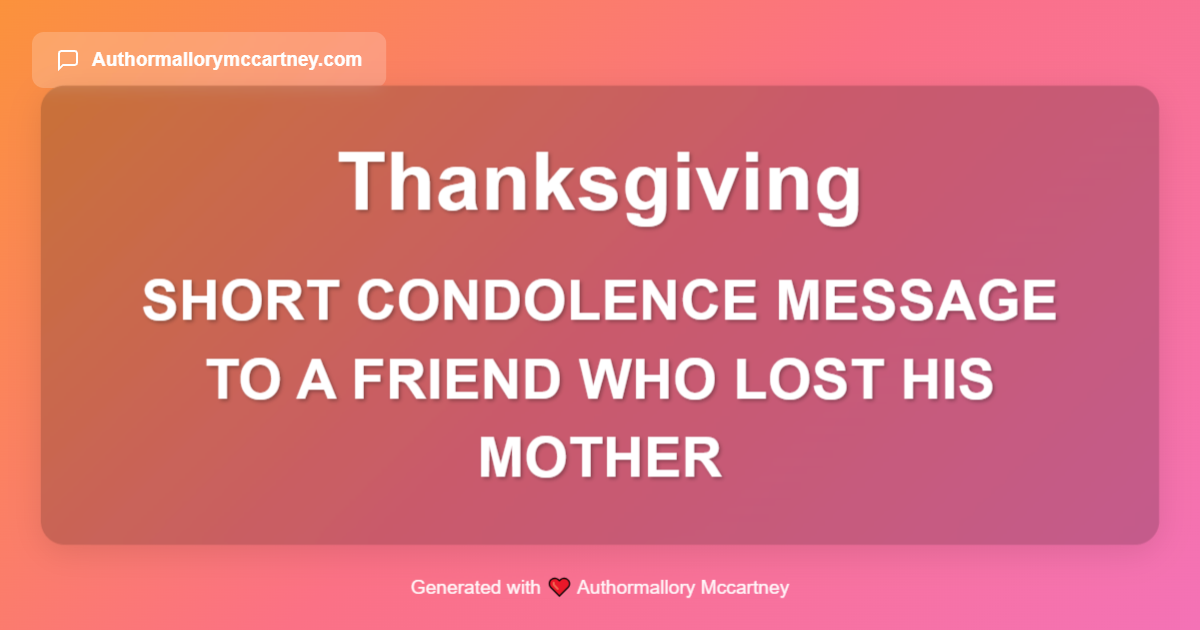 Authormallorymccartney.com
Thanksgiving
SHORT CONDOLENCE MESSAGE
TO A FRIEND WHO LOST HIS
MOTHER
Generated with ❤️ Authormallory Mccartney